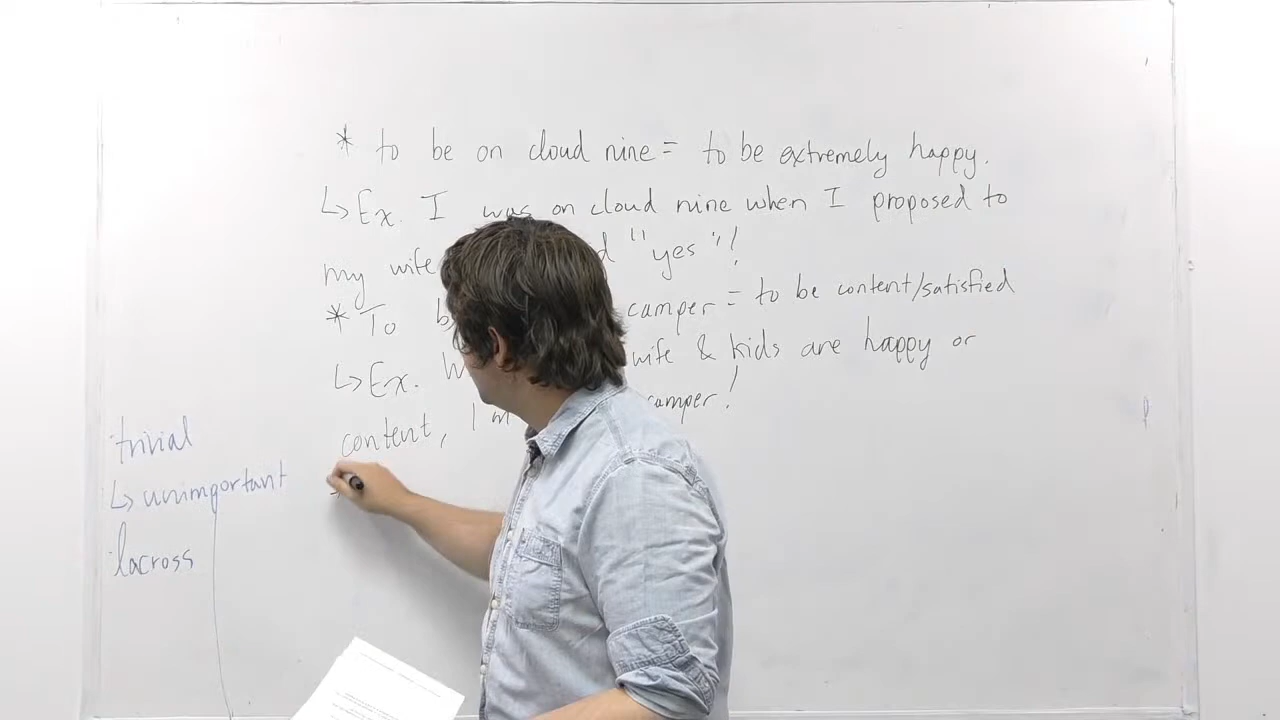 * to be on cloud nine = to be extremely happy.
↳ Ex. I was on cloud nine when I proposed to
my wife "yes"!
* To camper = to be content/satisfied
↳ Ex. wife & kids are happy or
content, I'm camper!
trivial
↳ unimportant
lacross